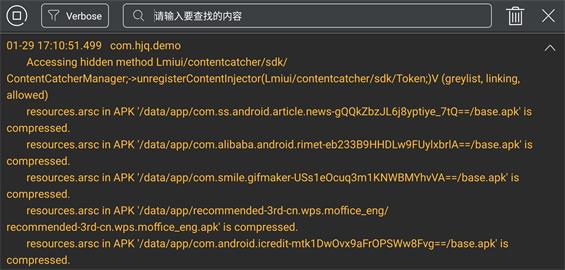 Verbose
请输入要查找的内容
01-29 17:10:51.499 com.hjq.demo
Accessing hidden method Lmiui/contentcatcher/sdk/
ContentCatcherManager;->unregisterContentInjector(Lmiui/contentcatcher/sdk/Token;)V (greylist, linking,
allowed)
resources.arsc in APK '/data/app/com.ss.android.article.news-gQQkZbzJL6j8yptiye_7tQ==/base.apk' is
compressed.
resources.arsc in APK '/data/app/com.alibaba.android.rimet-eb233B9HHDLw9FUylxbrlA==/base.apk' is
compressed.
resources.arsc in APK '/data/app/com.smile.gifmaker-USs1eOcuq3m1KNWBMYhvVA==/base.apk' is
compressed.
resources.arsc in APK '/data/app/recommended-3rd-cn.wps.moffice_eng/
recommended-3rd-cn.wps.moffice_eng.apk' is compressed.
resources.arsc in APK '/data/app/com.android.icredit-mtk1DwOvx9aFrOPSWw8Fvg==/base.apk' is
compressed.